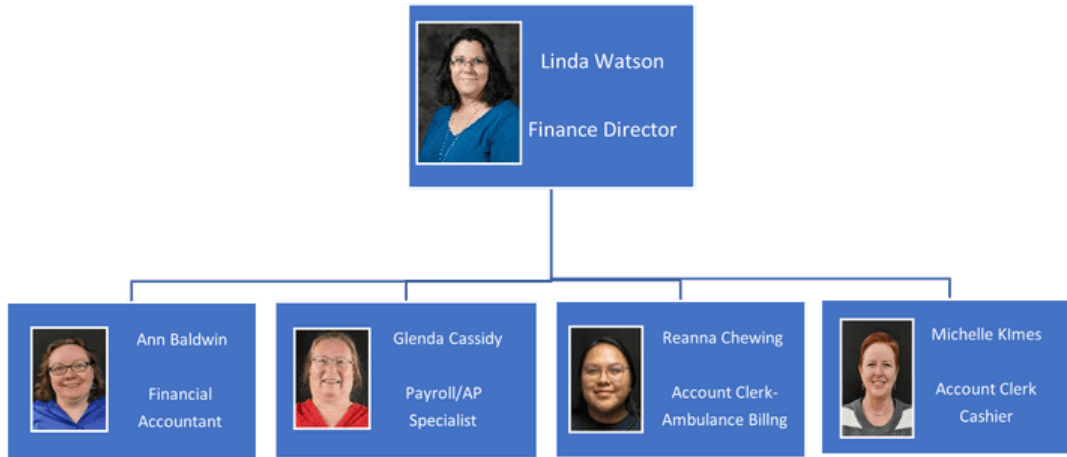 Linda Watson
Finance Director
Ann Baldwin
Financial
Accountant
Glenda Cassidy
Payroll/AP
Specialist
Reanna Chewing
Account Clerk-
Ambulance Billng
Michelle KImes
Account Clerk
Cashier